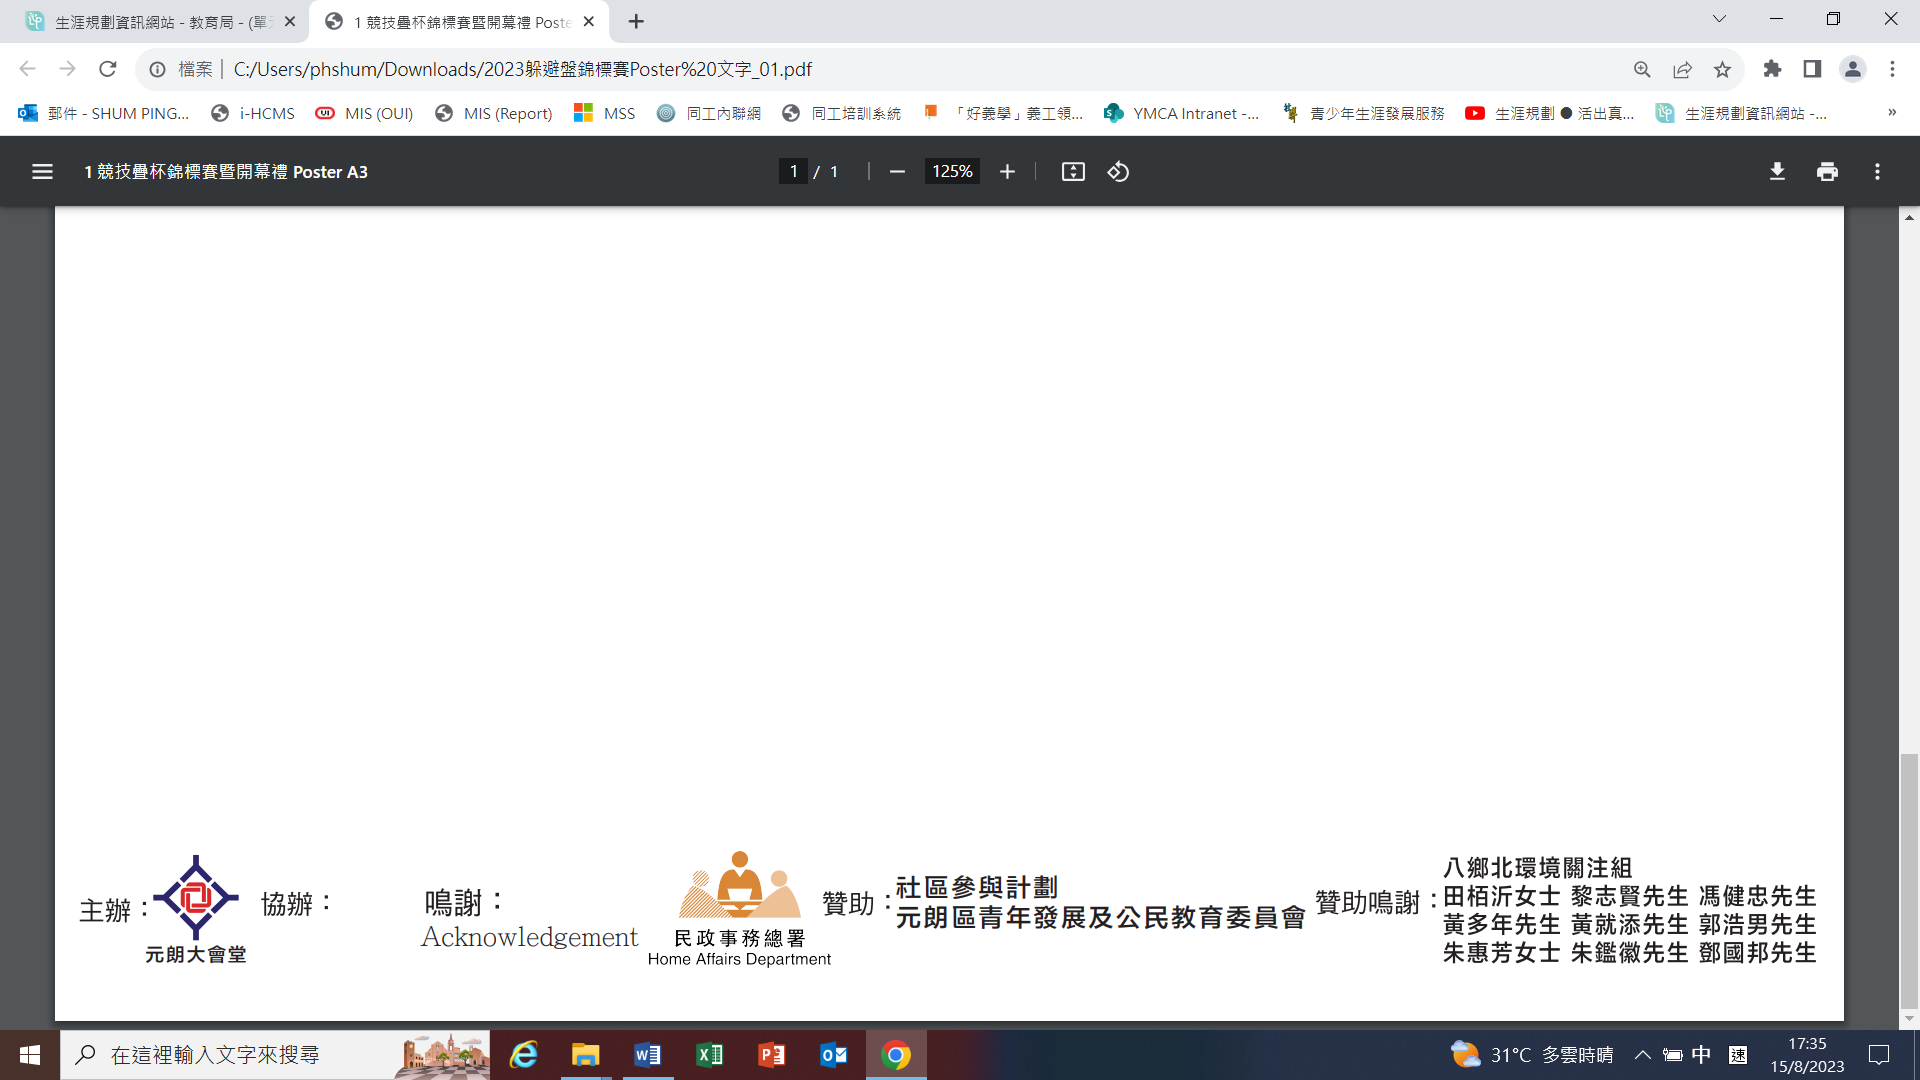 生涯規劃資訊網站 - 教育局 - (單
1 競技疊杯錦標賽暨開幕禮 Poste
檔案
C:/Users/phshum/Downloads/2023躲避盤錦標賽Poster%20文字_01.pdf
郵件 - SHUM PING...
i-HCMS
MIS (OUI)
MIS (Report)
MSS
同工內聯網
同工培訓系統
「好義學」義工領...
YMCA Intranet -...
青少年生涯發展服務
生涯規劃 ● 活出真...
生涯規劃資訊網站 -...
»
1 競技疊杯錦標賽暨開幕禮 Poster A3
1 / 1
125%
主辦：
元朗大會堂
協辦：
鳴謝：
Acknowledgement
民政事務總署
Home Affairs Department
贊助：
社區參與計劃
元朗區青年發展及公民教育委員會
贊助鳴謝：
八鄉北環境關注組
田栢沂女士 黎志賢先生 馮健忠先生
黃多年先生 黃就添先生 郭浩男先生
朱惠芳女士 朱鑑徽先生 鄧國邦先生
在這裡輸入文字來搜尋
31°C 多雲時晴
中
速
17:35
15/8/2023